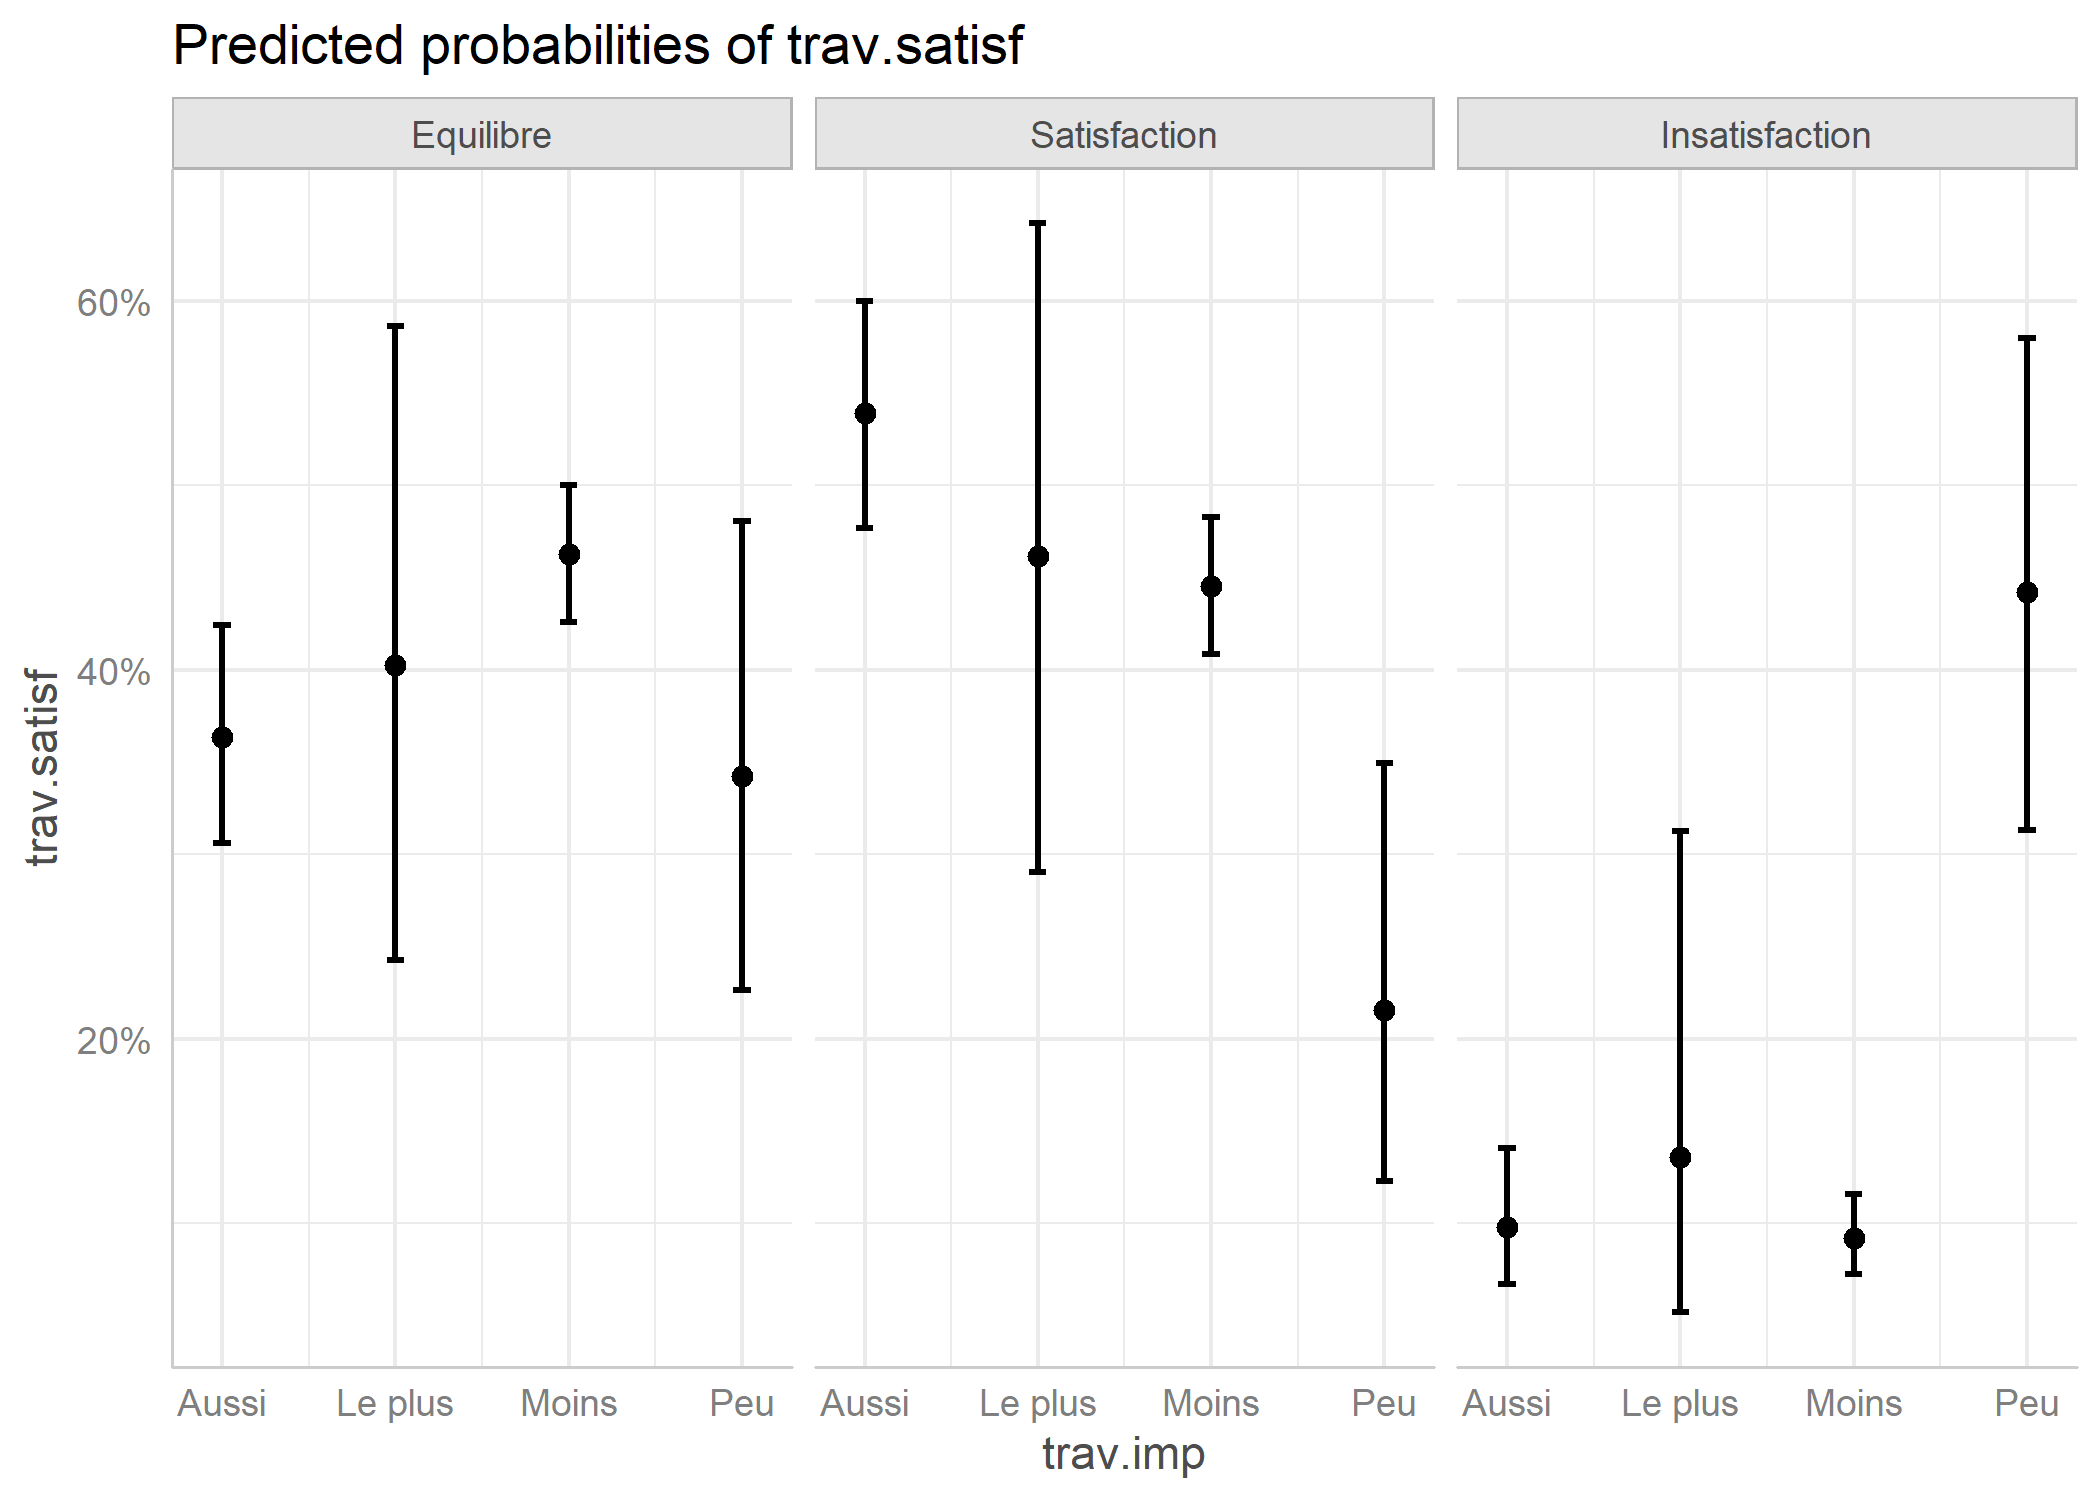 Predicted probabilities of trav.satisf
Equilibre
Satisfaction
Insatisfaction
60%
40%
20%
trav.satisf
Aussi Le plus Moins Peu
Aussi Le plus Moins Peu
Aussi Le plus Moins Peu
trav.imp